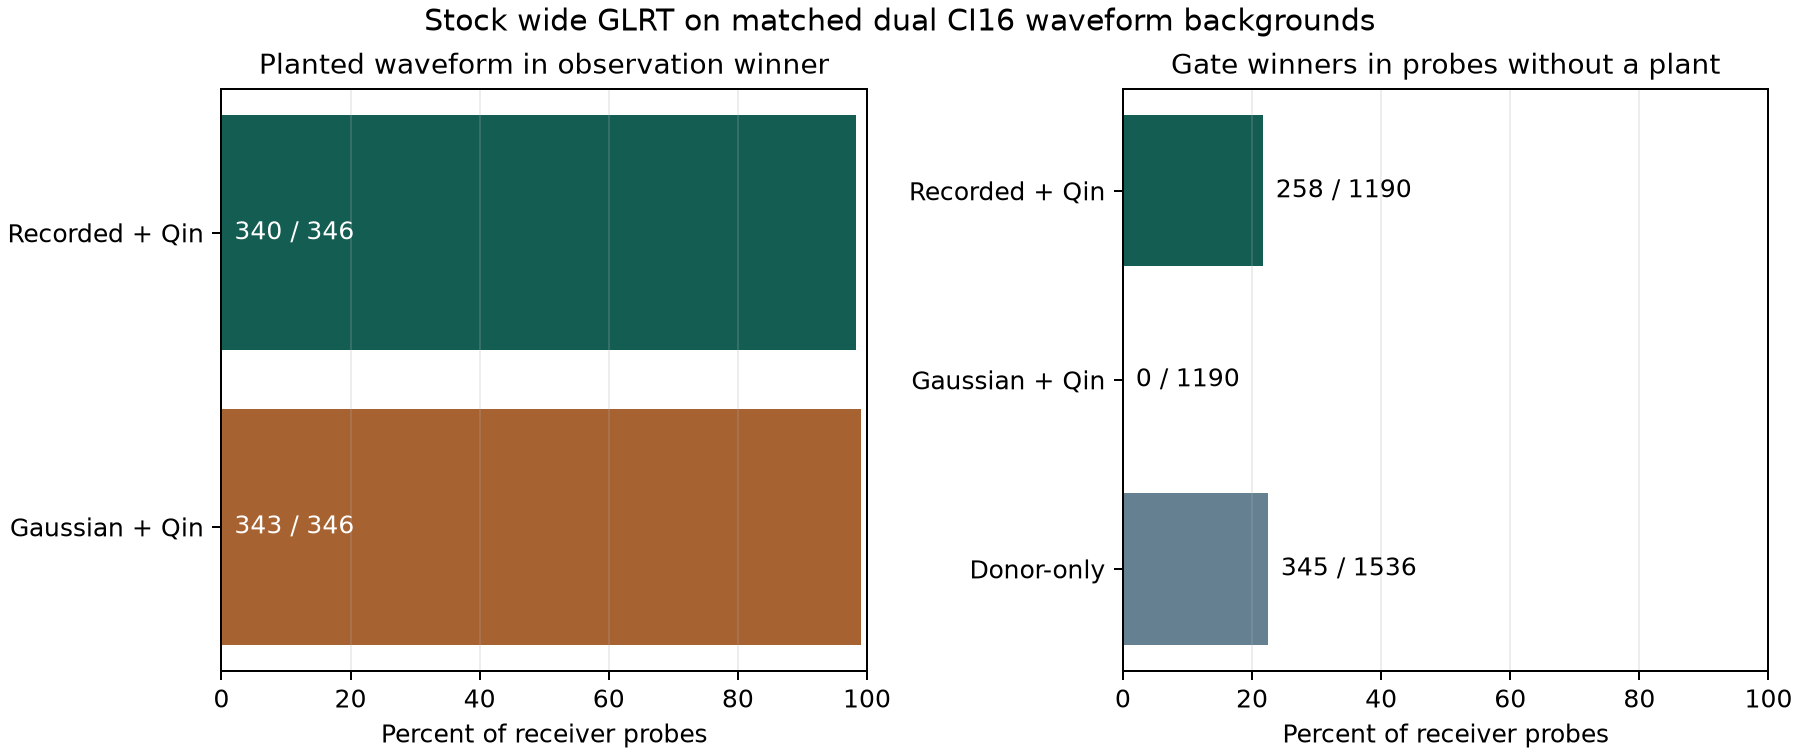 Stock wide GLRT on matched dual CI16 waveform backgrounds
Planted waveform in observation winner
Recorded + Qin
340 / 346
Gaussian + Qin
343 / 346
0 20 40 60 80 100
Percent of receiver probes
Gate winners in probes without a plant
Recorded + Qin
258 / 1190
Gaussian + Qin
0 / 1190
Donor-only
345 / 1536
0 20 40 60 80 100
Percent of receiver probes